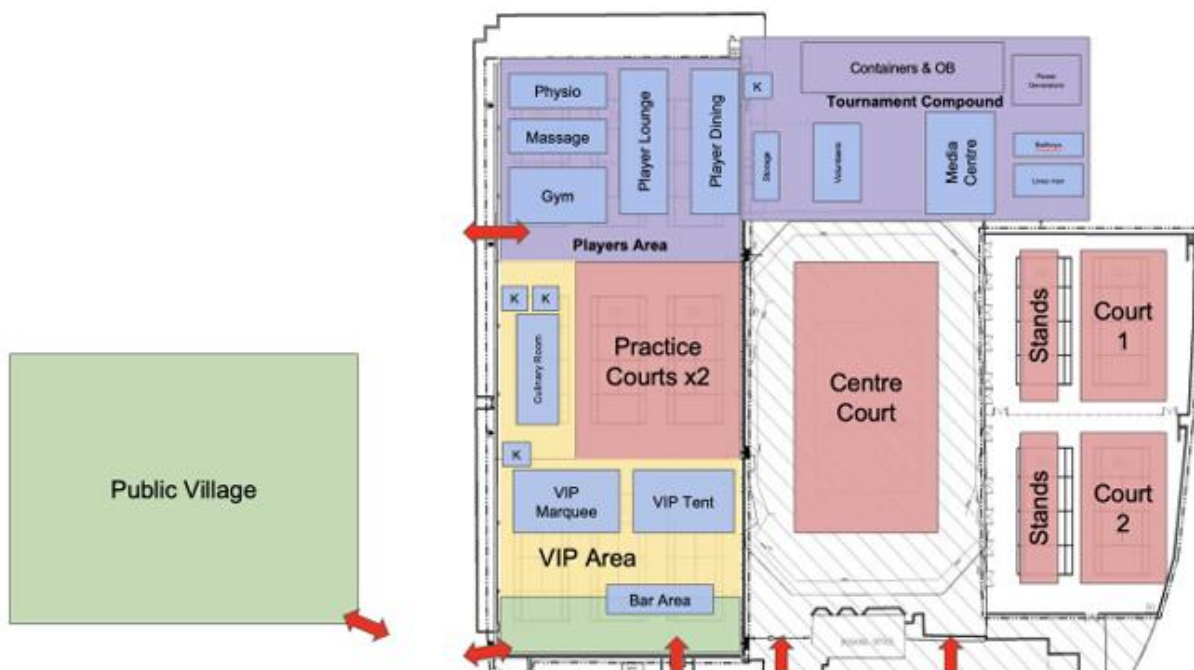 Containers & OB
Power
Generators
Physio
Player Lounge
Player Dining
K
Tournament Compound
Massage
Storage
Volunteers
Media
Centre
Ballboys
Lines men
Gym
Players Area
K
K
Culinary Room
Practice
Courts x2
Centre
Court
Stands
Court
1
K
Public Village
VIP
Marquee
VIP Tent
Stands
Court
2
VIP Area
Bar Area